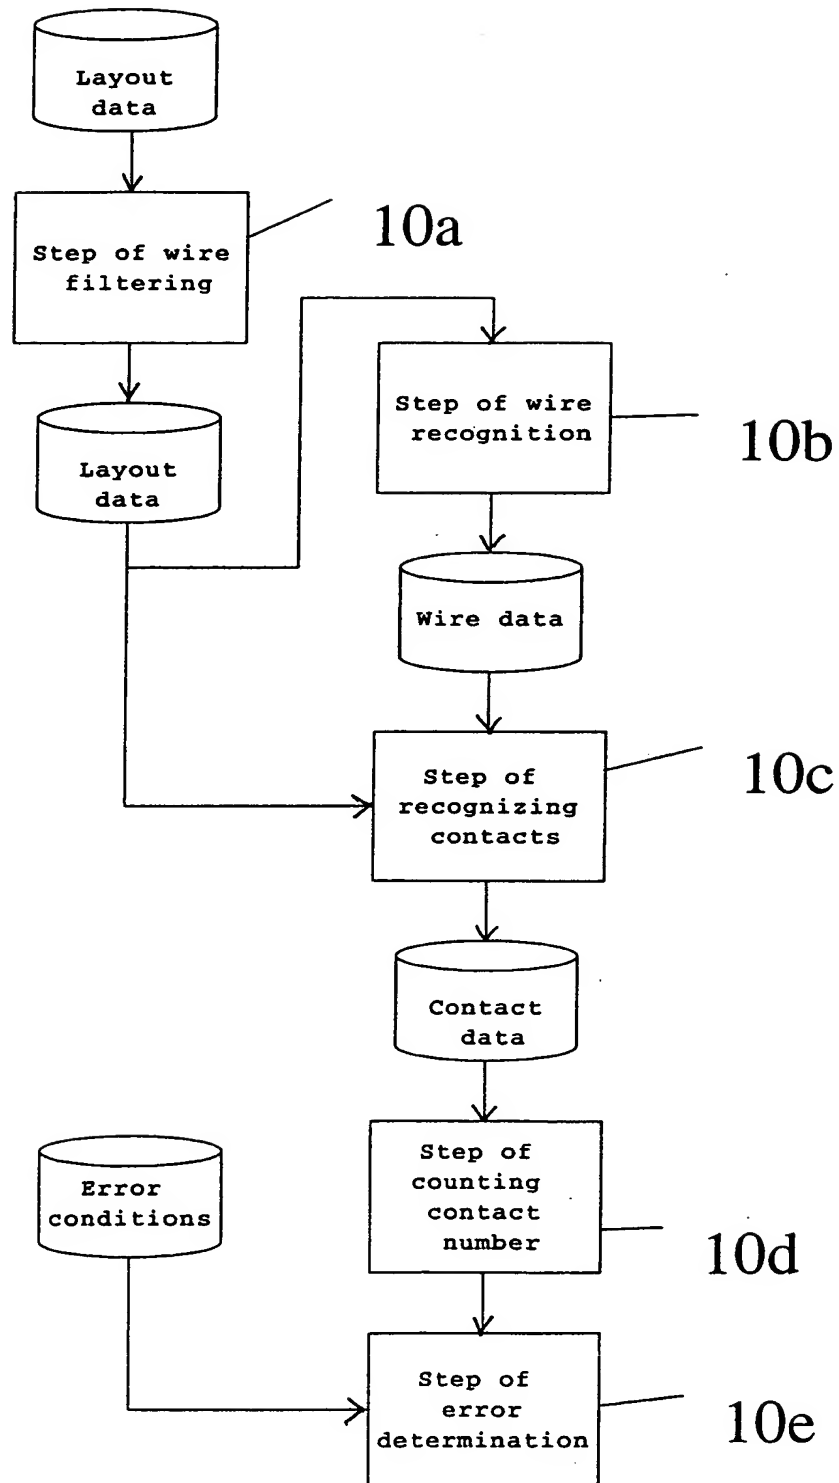 Layout
data
Step of wire
filtering
10a
Layout
data
Step of wire
recognition
10b
Wire data
Step of
recognizing
contacts
10c
Contact
data
Error
conditions
Step of
counting
contact
number
10d
Step of
error
determination
10e